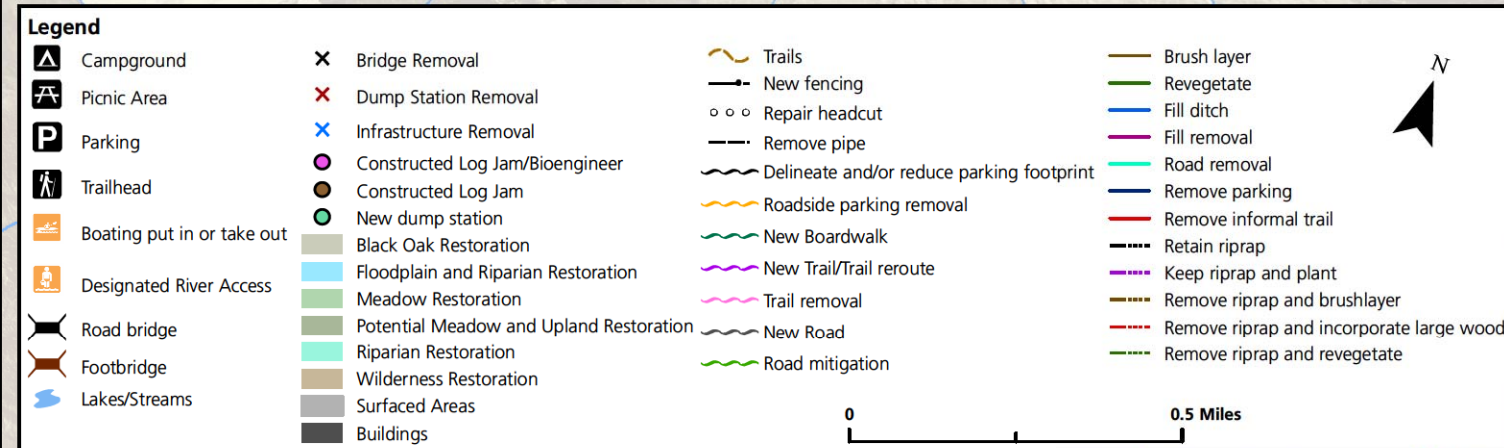 Legend
Campground
Picnic Area
P
Parking
Trailhead
Boating put in or take out
Designated River Access
Road bridge
Footbridge
Lakes/Streams
Bridge Removal
Dump Station Removal
Infrastructure Removal
Constructed Log Jam/Bioengineer
Constructed Log Jam
New dump station
Black Oak Restoration
Floodplain and Riparian Restoration
Meadow Restoration
Potential Meadow and Upland Restoration
Riparian Restoration
Wilderness Restoration
Surfaced Areas
Buildings
Trails
New fencing
Repair headcut
Remove pipe
Delineate and/or reduce parking footprint
Roadside parking removal
New Boardwalk
New Trail/Trail reroute
Trail removal
New Road
Road mitigation
Brush layer
Revegetate
Fill ditch
Fill removal
Road removal
Remove parking
Remove informal trail
Retain riprap
Keep riprap and plant
Remove riprap and brushlayer
Remove riprap and incorporate large wood
Remove riprap and revegetate
N
0 0.5 Miles